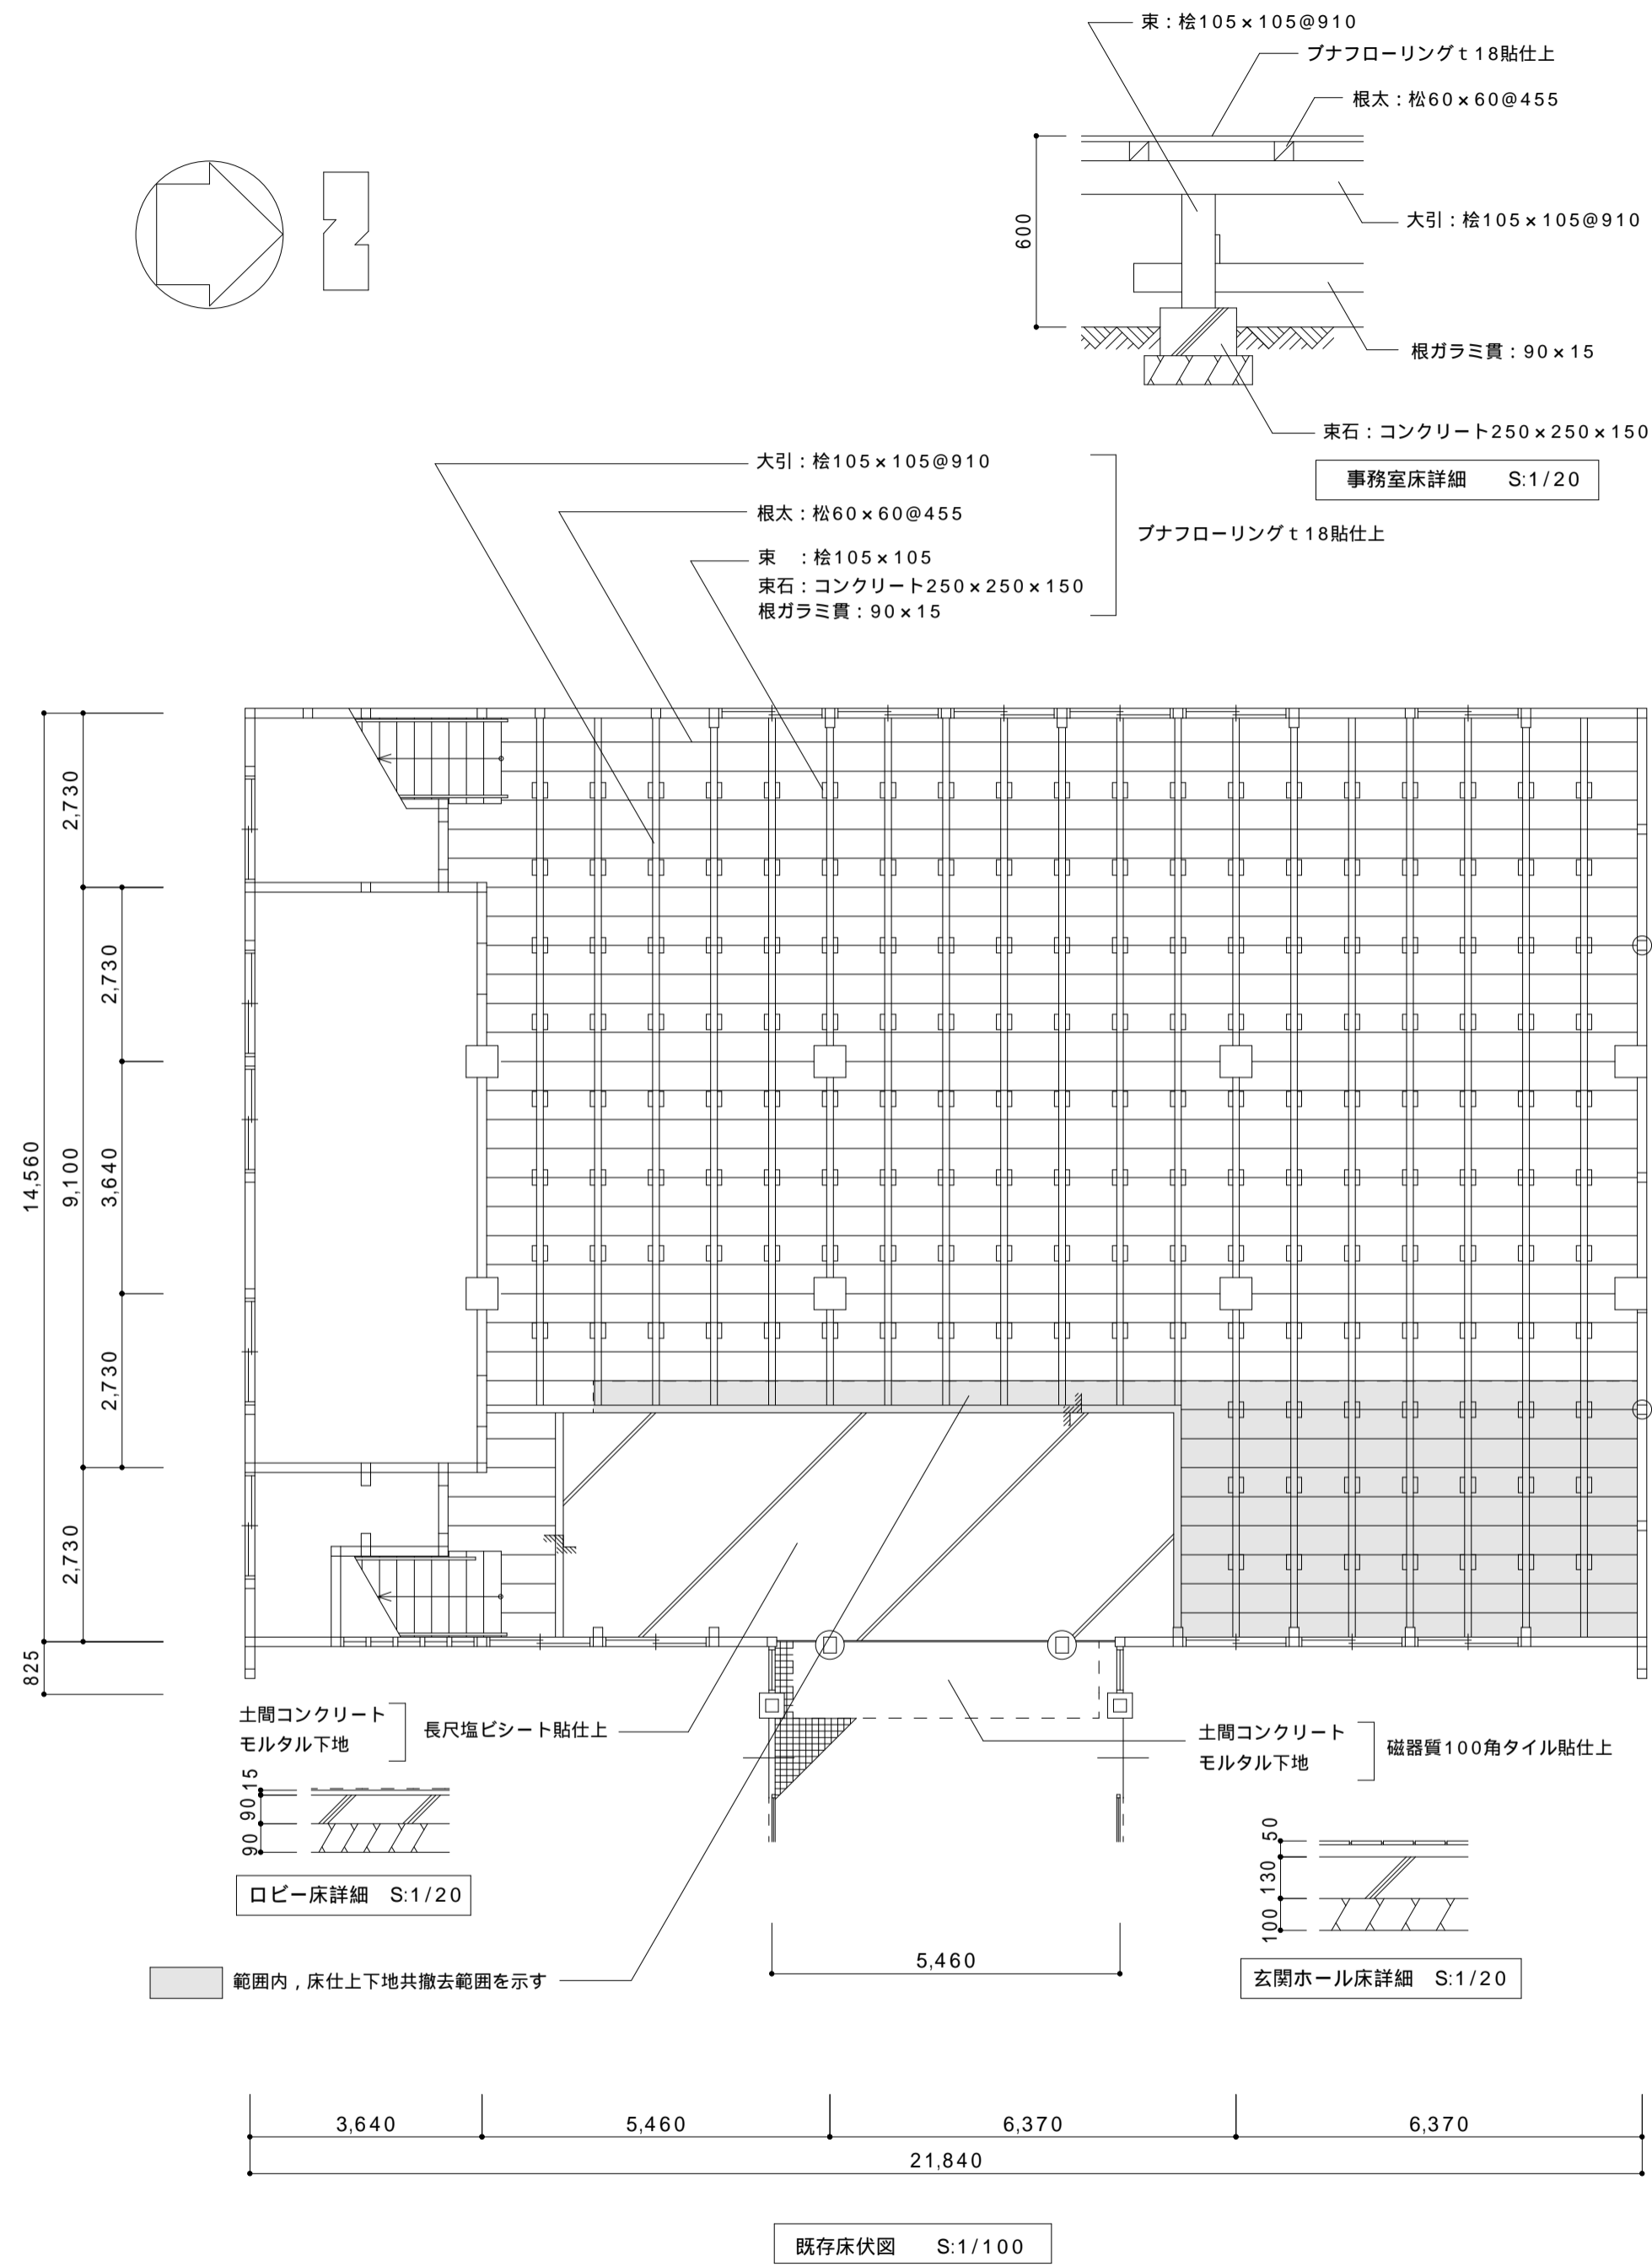 束：桧105×105@910
ブナフローリングｔ18貼仕上
根太：松60×60@455
600
大引：桧105×105@910
根ガラミ貫：90×15
束石：コンクリート250×250×150
事務室床詳細 S:1/20
N
大引：桧105×105@910
根太：松60×60@455
束　：桧105×105
束石：コンクリート250×250×150
根ガラミ貫：90×15
ブナフローリングｔ18貼仕上
2,730
2,730
14,560
9,100
3,640
2,730
2,730
825
土間コンクリート
モルタル下地
長尺塩ビシート貼仕上
15
90
90
ロビー床詳細 S:1/20
土間コンクリート
モルタル下地
磁器質100角タイル貼仕上
50
130
100
玄関ホール床詳細 S:1/20
5,460
範囲内，床仕上下地共撤去範囲を示す
3,640
5,460
6,370
6,370
21,840
既存床伏図 S:1/100